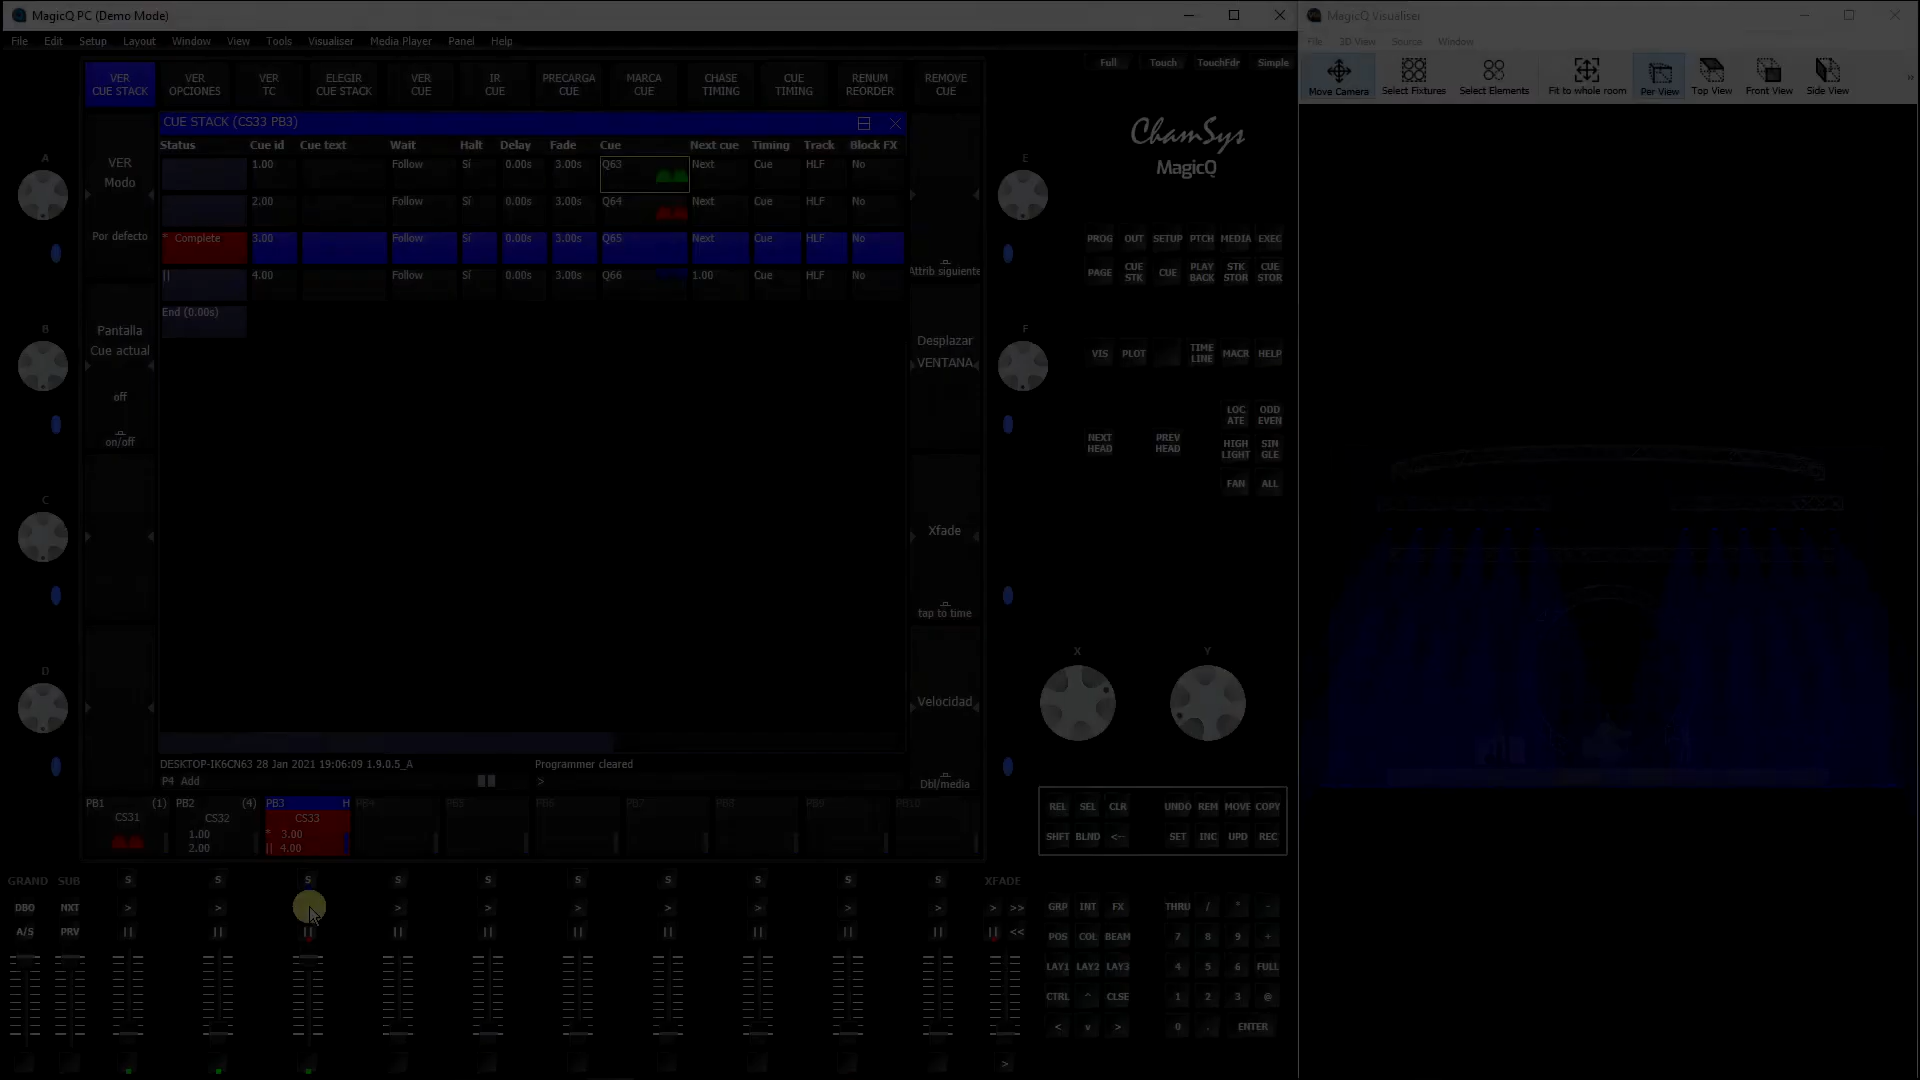 MagicQ PC (Demo Mode)
File Edit Setup Layout Window View Tools Visualiser Media Player Panel Help
VER CUE STACK
VER OPCIONES
VER TC
ELEGIR CUE STACK
VER CUE
IR CUE
PRECARGA CUE
MARCA CUE
CHASE TIMING
CUE TIMING
RENUM REORDER
REMOVE CUE
Full Touch TouchFdr Simple
CUE STACK (CS33 PB3)
Status Cue id Cue text Wait Halt Delay Fade Cue Next cue Timing Track Block FX
1.00 Follow Sí 0.00s 3.00s Q63 Next Cue HLF No
2.00 Follow Sí 0.00s 3.00s Q64 Next Cue HLF No
* Complete 3.00 Follow Sí 0.00s 3.00s Q65 Next Cue HLF No
|| 4.00 Follow Sí 0.00s 3.00s Q66 1.00 Cue HLF No
End (0.00s)
A
B
C
D
VER
Modo
Por defecto
Pantalla
Cue actual
off
on/off
Attrib siguiente
Desplazar
VENTANA
Xfade
tap to time
Velocidad
Dbl/media
E
F
X Y
DESKTOP-IK6CN63 28 Jan 2021 19:06:09 1.9.0.5_A
Programmer cleared
P4 Add
>
PB1 (1) PB2 (4) PB3 H PB4 PB5 PB6 PB7 PB8 PB9 PB10
CS31 CS32 CS33
1.00 * 3.00
2.00 || 4.00
GRAND SUB S S S S S S S S S S XFADE
DBO NXT > > > > > > > > > > >>
A/S PRV || || || || || || || || || || || <<
>
ChamSys
MagicQ
PROG OUT SETUP PTCH MEDIA EXEC
PAGE CUE STK CUE PLAY BACK STK STOR CUE STOR
VIS PLOT TIME LINE MACR HELP
LOC ATE ODD EVEN
NEXT HEAD PREV HEAD HIGH LIGHT SIN GLE
FAN ALL
REL SEL CLR UNDO REM MOVE COPY
SHFT BLND <-- SET INC UPD REC
GRP INT FX THRU / * -
POS COL BEAM 7 8 9 +
LAY1 LAY2 LAY3 4 5 6 FULL
CTRL ^ CLSE 1 2 3 @
< v > 0 . ENTER
MagicQ Visualiser
File 3D View Source Window
Move Camera Select Fixtures Select Elements Fit to whole room Per View Top View Front View Side View
»